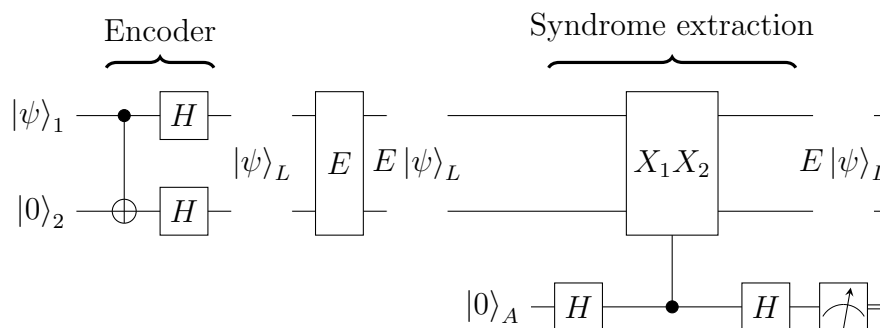 Encoder
Syndrome extraction
|ψ⟩₁ H |ψ⟩_L E E|ψ⟩_L X₁X₂ E|ψ⟩_L
|0⟩₂ H
|0⟩_A H H